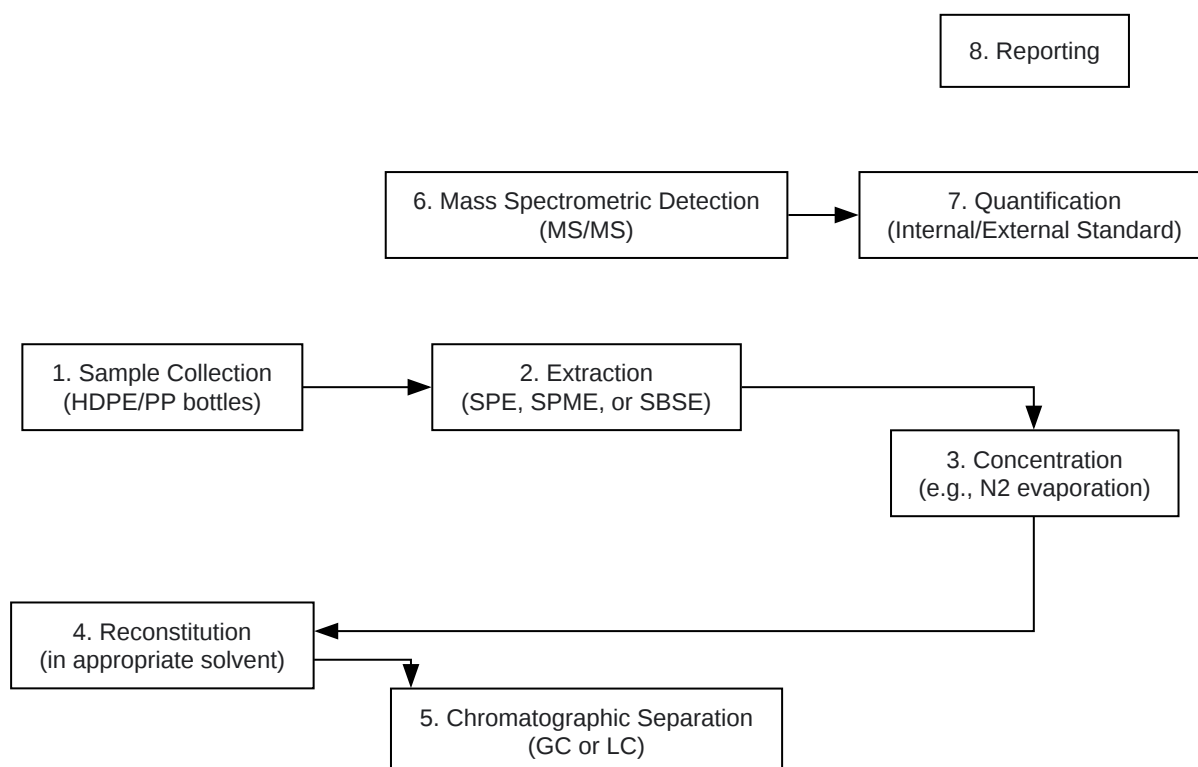 8. Reporting
6. Mass Spectrometric Detection
(MS/MS)
7. Quantification
(Internal/External Standard)
1. Sample Collection
(HDPE/PP bottles)
2. Extraction
(SPE, SPME, or SBSE)
3. Concentration
(e.g., N2 evaporation)
4. Reconstitution
(in appropriate solvent)
5. Chromatographic Separation
(GC or LC)